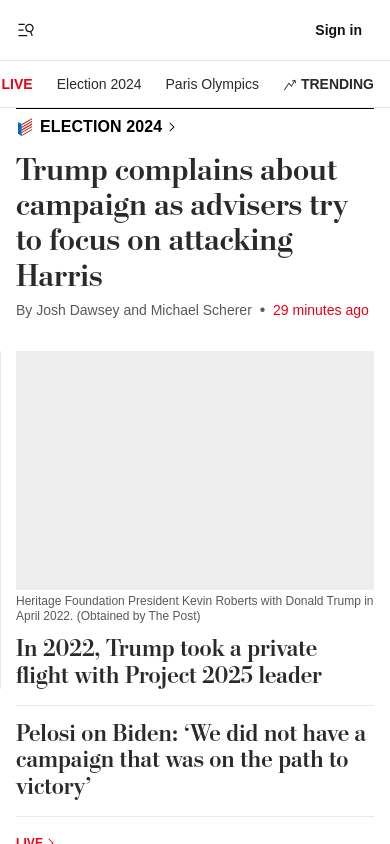 Sign in
LIVE Election 2024 Paris Olympics TRENDING
ELECTION 2024
Trump complains about
campaign as advisers try
to focus on attacking
Harris
By Josh Dawsey and Michael Scherer • 29 minutes ago
Heritage Foundation President Kevin Roberts with Donald Trump in
April 2022. (Obtained by The Post)
In 2022, Trump took a private
flight with Project 2025 leader
Pelosi on Biden: ‘We did not have a
campaign that was on the path to
victory’
LIVE